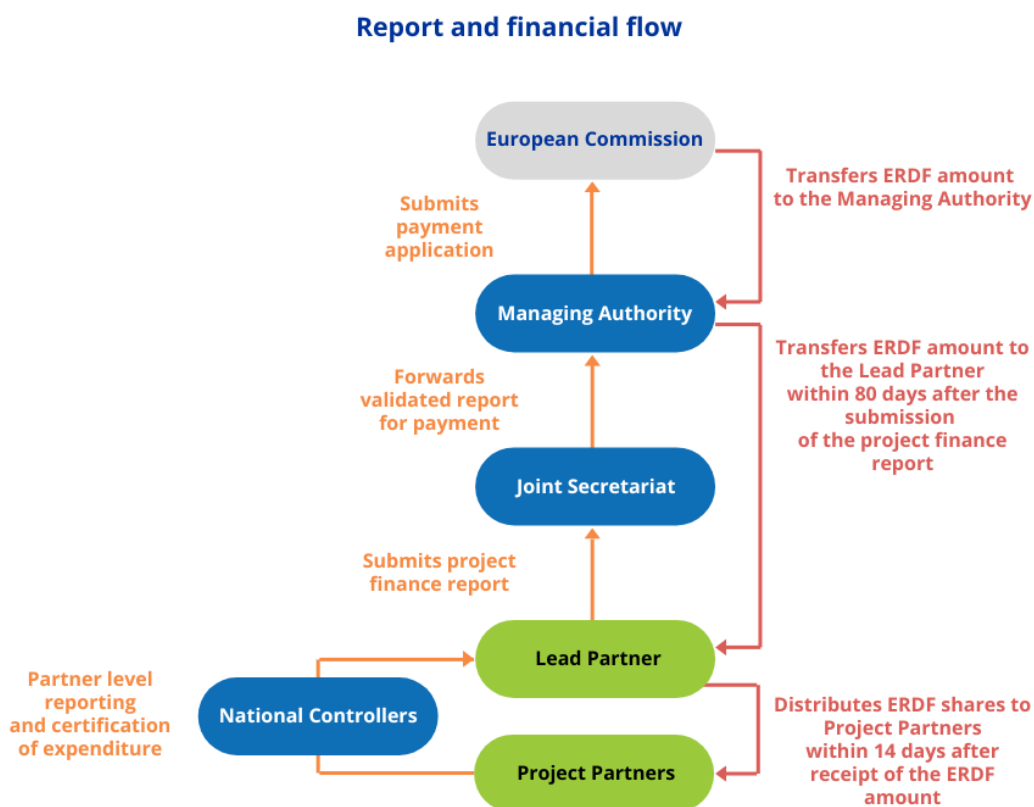 Report and financial flow
European Commission
Transfers ERDF amount
to the Managing Authority
Submits
payment
application
Managing Authority
Transfers ERDF amount to
the Lead Partner
within 80 days after the
submission
of the project finance
report
Forwards
validated report
for payment
Joint Secretariat
Submits project
finance report
Lead Partner
Partner level
reporting
and certification
of expenditure
National Controllers
Distributes ERDF shares to
Project Partners
within 14 days after
receipt of the ERDF
amount
Project Partners